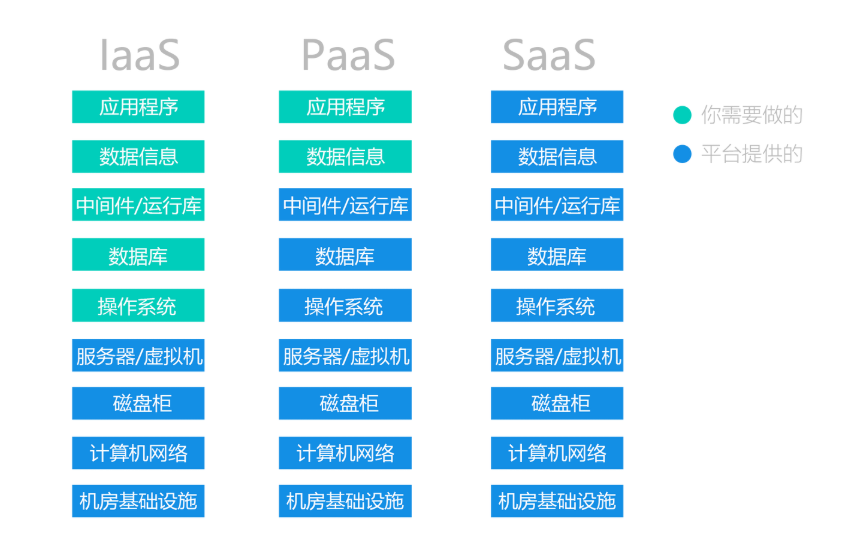 IaaS PaaS SaaS
应用程序 应用程序 应用程序
你需要做的
数据信息 数据信息 数据信息
平台提供的
中间件/运行库 中间件/运行库 中间件/运行库
数据库 数据库 数据库
操作系统 操作系统 操作系统
服务器/虚拟机 服务器/虚拟机 服务器/虚拟机
磁盘柜 磁盘柜 磁盘柜
计算机网络 计算机网络 计算机网络
机房基础设施 机房基础设施 机房基础设施